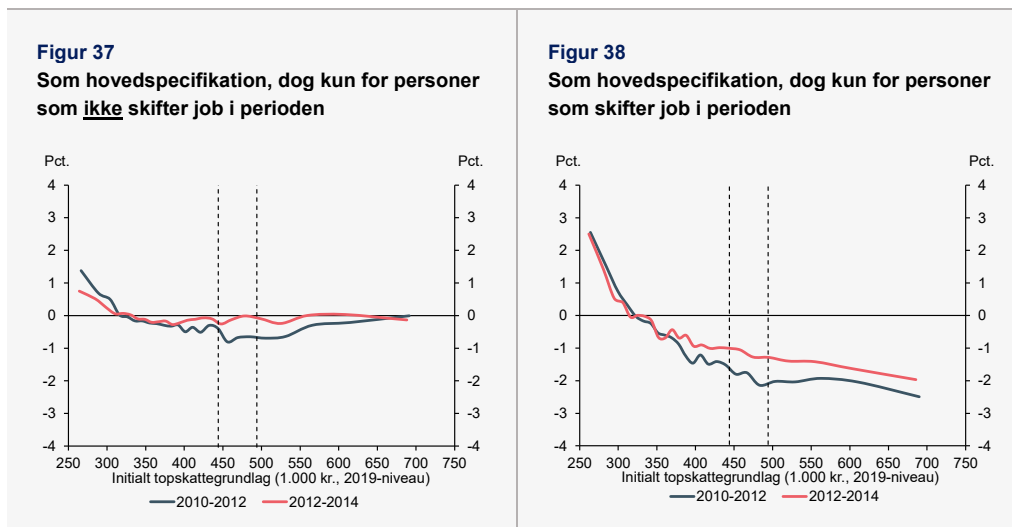 Figur 37
Som hovedspecifikation, dog kun for personer
som ikke skifter job i perioden
Pct.
Pct.
4
3
2
1
0
-1
-2
-3
-4
4
3
2
1
0
-1
-2
-3
-4
250 300 350 400 450 500 550 600 650 700 750
Initialt topskattegrundlag (1.000 kr., 2019-niveau)
2010-2012 2012-2014
Figur 38
Som hovedspecifikation, dog kun for personer
som skifter job i perioden
Pct.
Pct.
4
3
2
1
0
-1
-2
-3
-4
4
3
2
1
0
-1
-2
-3
-4
250 300 350 400 450 500 550 600 650 700 750
Initialt topskattegrundlag (1.000 kr., 2019-niveau)
2010-2012 2012-2014